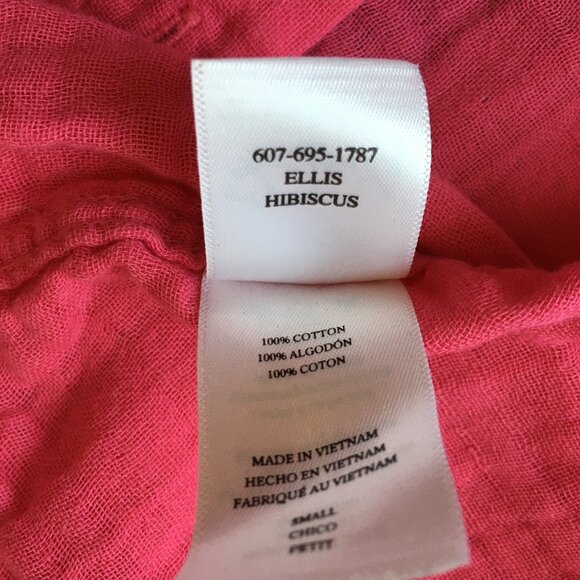 607-695-1787
ELLIS
HIBISCUS
100% COTTON
100% ALGODÓN
100% COTON
MADE IN VIETNAM
HECHO EN VIETNAM
FABRIQUÉ AU VIETNAM
SMALL
CHICO
PETIT